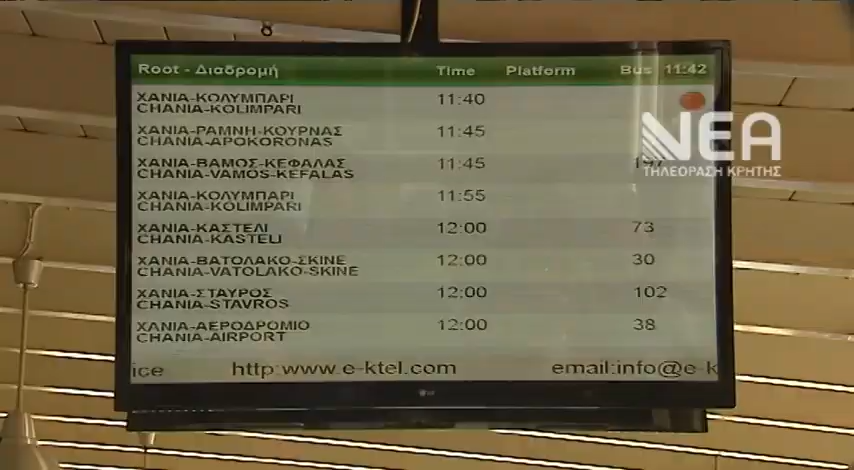 8
Root - Διαδρομή Time Platform Bus 11:42
ΧΑΝΙΑ-ΚΟΛΥΜΠΑΡΙ 11:40
CHANIA-KOLIMPARI
ΧΑΝΙΑ-ΡΑΜΝΗ-ΚΟΥΡΝΑΣ 11:45
CHANIA-APOKORONAS
ΧΑΝΙΑ-ΒΑΜΟΣ-ΚΕΦΑΛΑΣ 11:45
CHANIA-VAMOS-KEFALAS
ΝΕΑ
ΤΗΛΕΟΡΑΣΗ ΚΡΗΤΗΣ
ΧΑΝΙΑ-ΚΟΛΥΜΠΑΡΙ 11:55
CHANIA-KOLIMPARI
ΧΑΝΙΑ-ΚΑΣΤΕΛΙ 12:00 73
CHANIA-KASTELI
ΧΑΝΙΑ-ΒΑΤΟΛΑΚΟ-ΣΚΙΝΕ 12:00 30
CHANIA-VATOLAKO-SKINE
ΧΑΝΙΑ-ΣΤΑΥΡΟΣ 12:00 102
CHANIA-STAVROS
ΧΑΝΙΑ-ΑΕΡΟΔΡΟΜΙΟ 12:00 38
CHANIA-AIRPORT
ice http:www.e-ktel.com email:info@e-k
LG